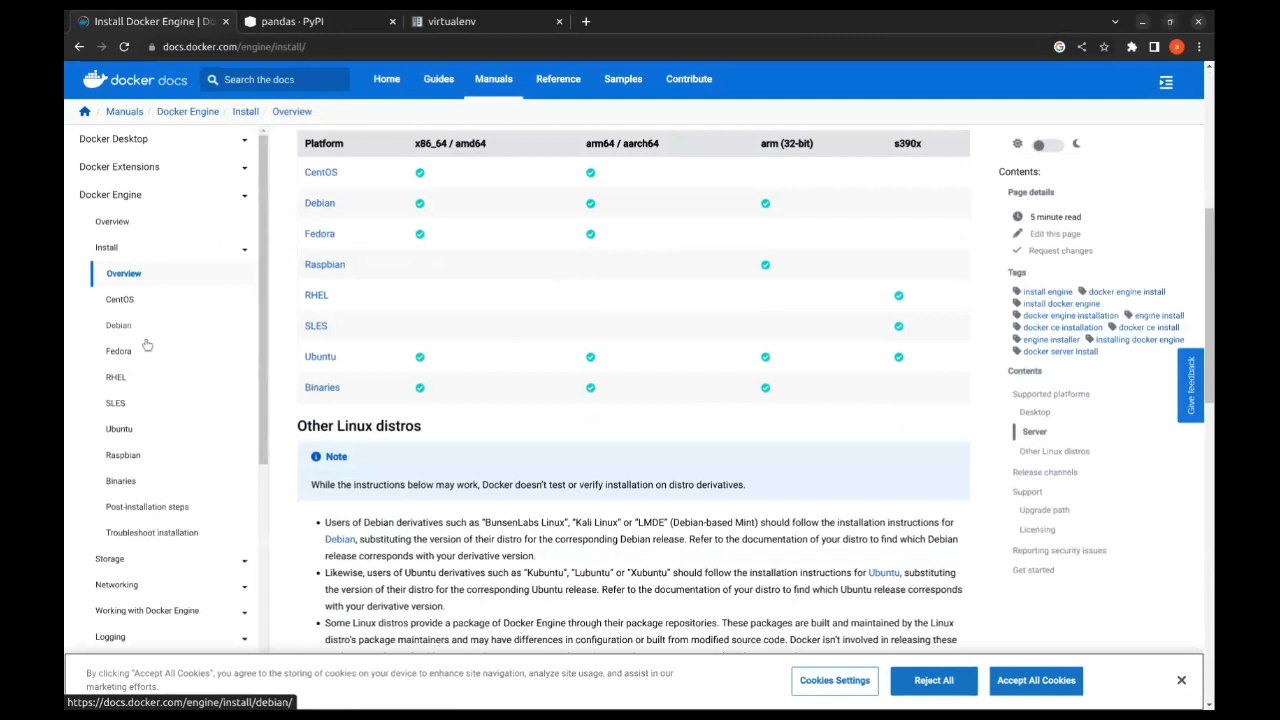 Install Docker Engine | Do
pandas · PyPI
virtualenv
docs.docker.com/engine/install/
a
docker docs
Search the docs
Home
Guides
Manuals
Reference
Samples
Contribute
/ Manuals / Docker Engine / Install / Overview
Docker Desktop
Docker Extensions
Docker Engine
Overview
Install
Overview
CentOS
Debian
Fedora
RHEL
SLES
Ubuntu
Raspbian
Binaries
Post-installation steps
Troubleshoot installation
Storage
Networking
Working with Docker Engine
Logging
Platform x86_64 / amd64 arm64 / aarch64 arm (32-bit) s390x
CentOS
Debian
Fedora
Raspbian
RHEL
SLES
Ubuntu
Binaries
Other Linux distros
Note
While the instructions below may work, Docker doesn't test or verify installation on distro derivatives.
• Users of Debian derivatives such as “BunsenLabs Linux”, “Kali Linux” or “LMDE” (Debian-based Mint) should follow the installation instructions for
Debian, substituting the version of their distro for the corresponding Debian release. Refer to the documentation of your distro to find which Debian
release corresponds with your derivative version.
• Likewise, users of Ubuntu derivatives such as “Kubuntu”, “Lubuntu” or “Xubuntu” should follow the installation instructions for Ubuntu, substituting
the version of their distro for the corresponding Ubuntu release. Refer to the documentation of your distro to find which Ubuntu release corresponds
with your derivative version.
• Some Linux distros provide a package of Docker Engine through their package repositories. These packages are built and maintained by the Linux
distro's package maintainers and may have differences in configuration or built from modified source code. Docker isn't involved in releasing these
Contents:
Page details
5 minute read
Edit this page
Request changes
Tags
install engine docker engine install
install docker engine
docker engine installation engine install
docker ce installation docker ce install
engine installer installing docker engine
docker server install
Contents
Supported platforms
Desktop
Server
Other Linux distros
Release channels
Support
Upgrade path
Licensing
Reporting security issues
Get started
Give feedback
By clicking “Accept All Cookies”, you agree to the storing of cookies on your device to enhance site navigation, analyze site usage, and assist in our
marketing efforts.
Cookies Settings
Reject All
Accept All Cookies
https://docs.docker.com/engine/install/debian/